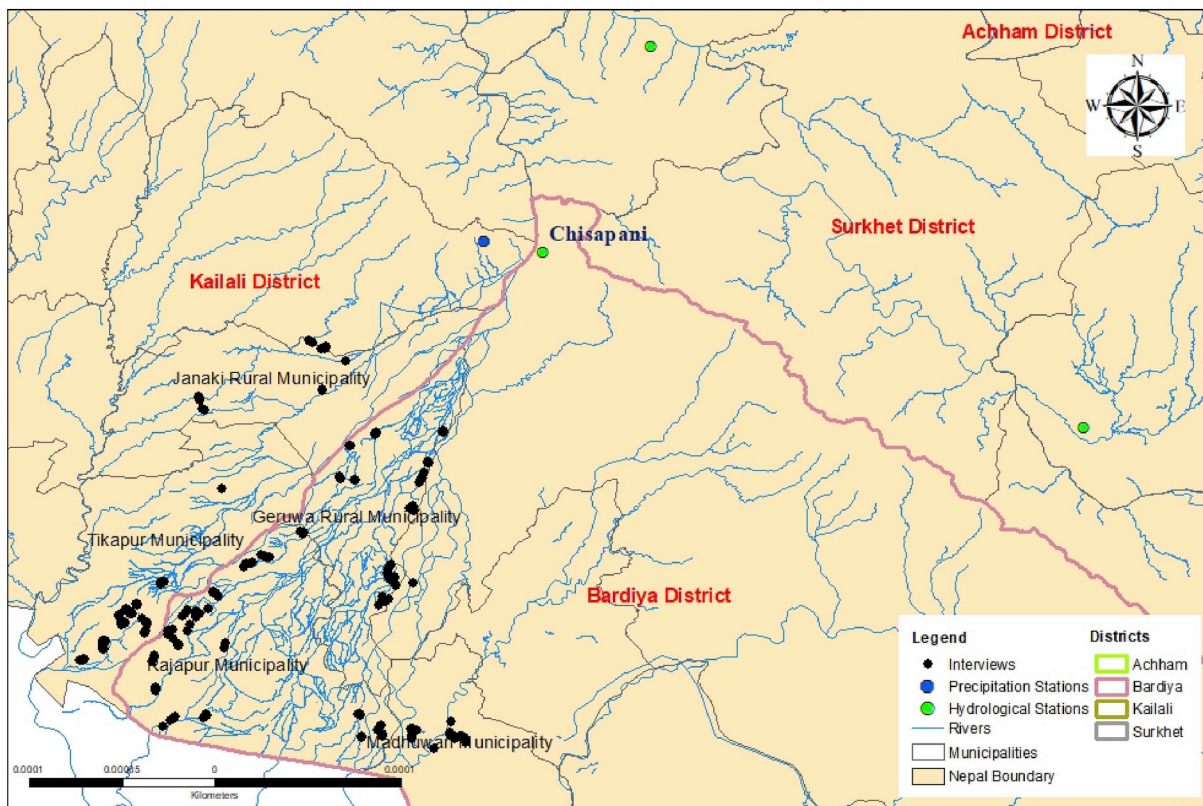 Achham District
N
W E
S
Surkhet District
Chisapani
Kailali District
Janaki Rural Municipality
Geruwa Rural Municipality
Tikapur Municipality
Bardiya District
Rajapur Municipality
Madhuwan Municipality
Legend
Interviews
Precipitation Stations
Hydrological Stations
Rivers
Municipalities
Nepal Boundary
Districts
Achham
Bardiya
Kailali
Surkhet
0.0001 0.00005 0 0.0001
Kilometers